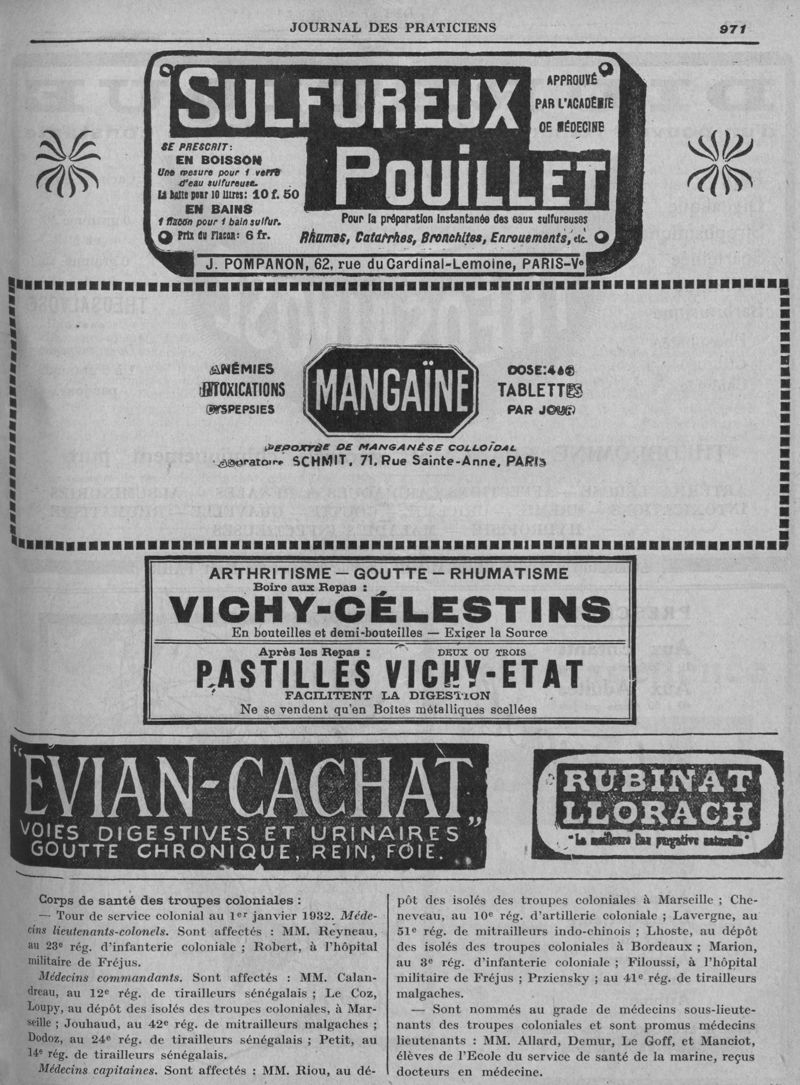 JOURNAL DES PRATICIENS 971
SULFUREUX
POUILLET
APPROUVÉ
PAR L'ACADÉMIE
DE MÉDECINE
SE PRESCRIT:
EN BOISSON
Une mesure pour 1 verre
d'eau sulfureuse.
La boîte pour 10 litres: 10 f. 50
EN BAINS
1 flacon pour 1 bain sulfur.
Prix du Flacon: 6 fr.
Pour la préparation instantanée des eaux sulfureuses
Rhumes, Catarrhes, Bronchites, Enrouements, etc.
J. POMPANON, 62, rue du Cardinal-Lemoine, PARIS-Ve
ANÉMIES
INTOXICATIONS
DYSPEPSIES
MANGAÏNE
DOSE: 4 à 6
TABLETTES
PAR JOUR
PEPOXYDE DE MANGANÈSE COLLOÏDAL
Laboratoire SCHMIT, 71, Rue Sainte-Anne, PARIS
ARTHRITISME — GOUTTE — RHUMATISME
Boire aux Repas :
VICHY-CÉLESTINS
En bouteilles et demi-bouteilles — Exiger la Source
Après les Repas : DEUX OU TROIS
PASTILLES VICHY-ETAT
FACILITENT LA DIGESTION
Ne se vendent qu'en Boîtes métalliques scellées
"EVIAN-CACHAT"
VOIES DIGESTIVES ET URINAIRES
GOUTTE CHRONIQUE, REIN, FOIE.
RUBINAT
LLORACH
"La meilleure Eau purgative naturelle"
Corps de santé des troupes coloniales :
— Tour de service colonial au 1er janvier 1932. Méde-
cins lieutenants-colonels. Sont affectés : MM. Reyneau,
au 23e rég. d'infanterie coloniale ; Robert, à l'hôpital
militaire de Fréjus.
Médecins commandants. Sont affectés : MM. Calan-
dreau, au 12e rég. de tirailleurs sénégalais ; Le Coz,
Loupy, au dépôt des isolés des troupes coloniales, à Mar-
seille ; Jouhaud, au 42e rég. de mitrailleurs malgaches ;
Dodoz, au 24e rég. de tirailleurs sénégalais ; Petit, au
14e rég. de tirailleurs sénégalais.
Médecins capitaines. Sont affectés : MM. Riou, au dé-
pôt des isolés des troupes coloniales à Marseille ; Che-
neveau, au 10e rég. d'artillerie coloniale ; Lavergne, au
51e rég. de mitrailleurs indo-chinois ; Lhoste, au dépôt
des isolés des troupes coloniales à Bordeaux ; Marion,
au 3e rég. d'infanterie coloniale ; Filoussi, à l'hôpital
militaire de Fréjus ; Prziensky ; au 41e rég. de tirailleurs
malgaches.
— Sont nommés au grade de médecins sous-lieute-
nants des troupes coloniales et sont promus médecins
lieutenants : MM. Allard, Demur, Le Goff, et Manciot,
élèves de l'Ecole du service de santé de la marine, reçus
docteurs en médecine.